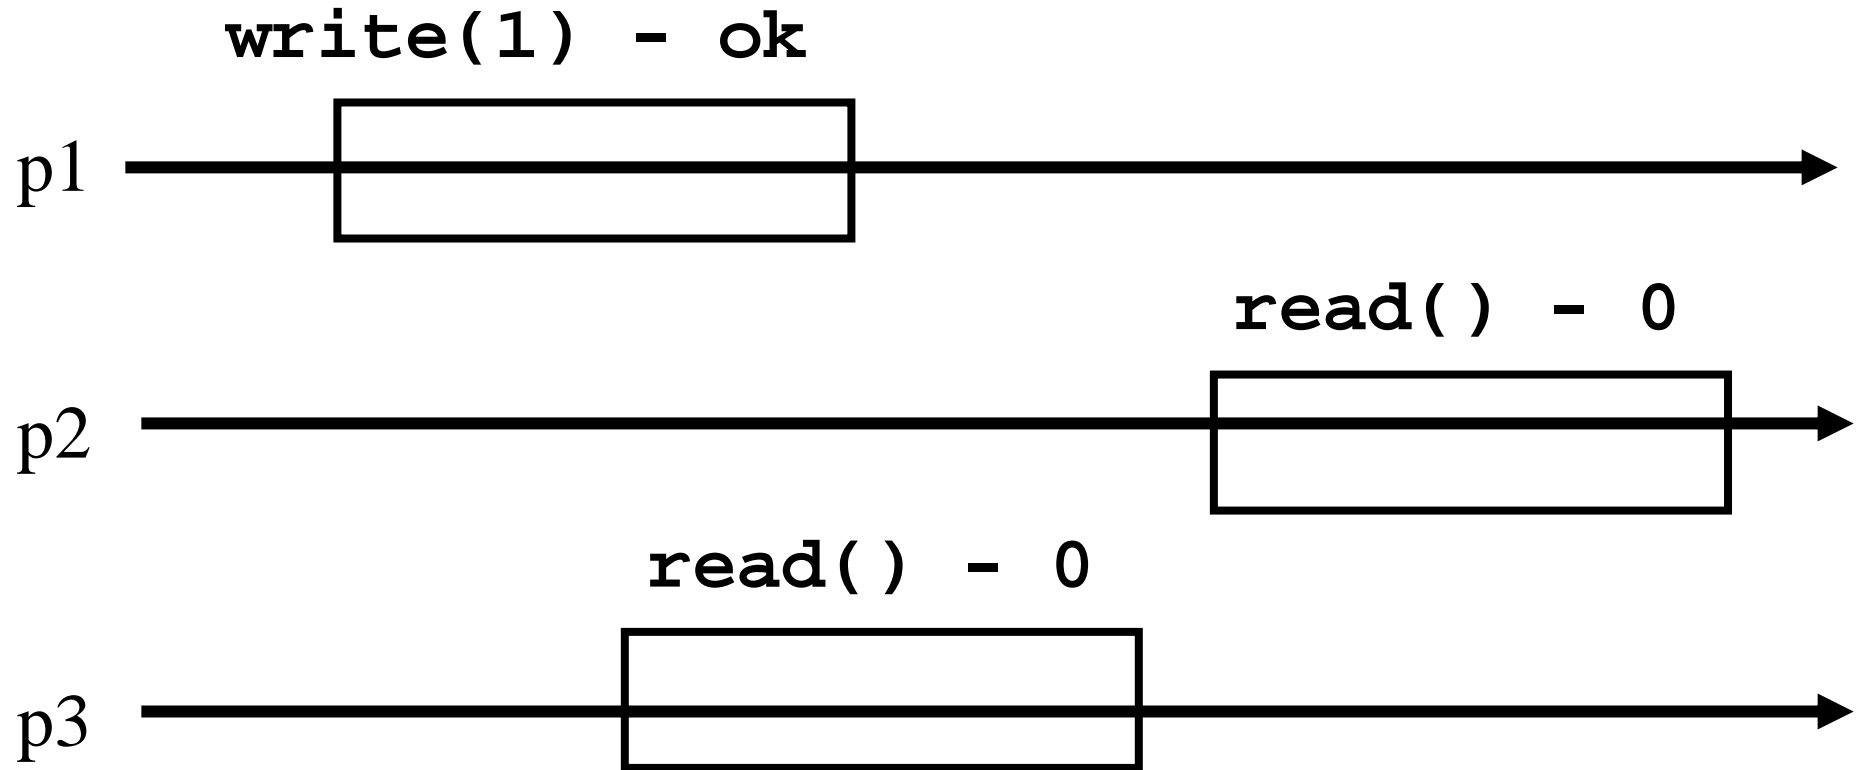 write(1) - ok
p1
read() - 0
p2
read() - 0
p3